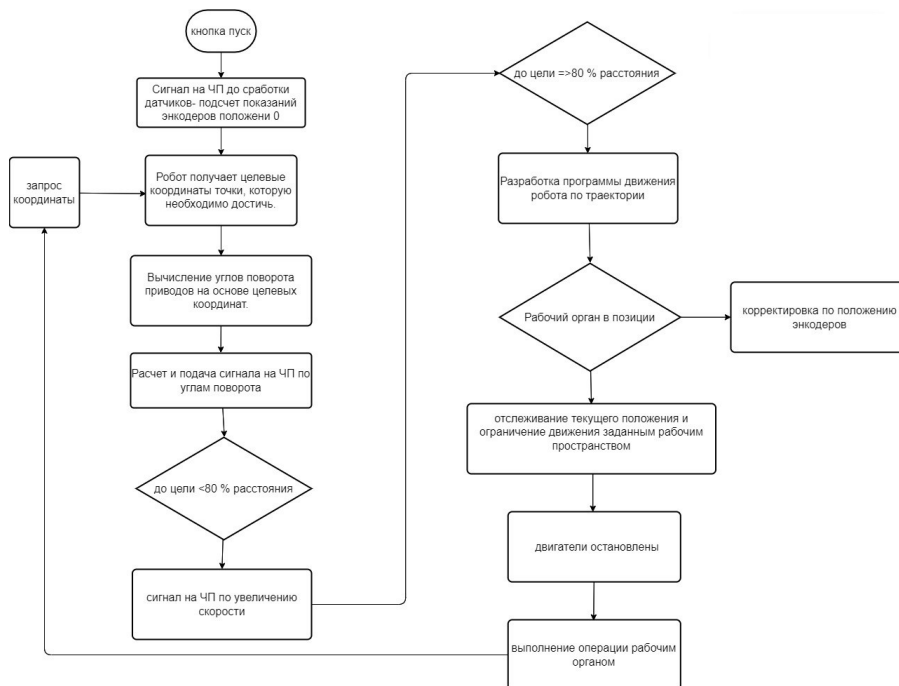 кнопка пуск
Сигнал на ЧП до сработки
датчиков- подсчет показаний
энкодеров положени 0
запрос
координаты
Робот получает целевые
координаты точки, которую
необходимо достичь.
Вычисление углов поворота
приводов на основе целевых
координат.
Расчет и подача сигнала на ЧП по
углам поворота
до цели <80 % расстояния
сигнал на ЧП по увеличению
скорости
до цели =>80 % расстояния
Разработка программы движения
робота по траектории
Рабочий орган в позиции
корректировка по положению
энкодеров
отслеживание текущего положения и
ограничение движения заданным рабочим
пространством
двигатели остановлены
выполнение операции рабочим
органом